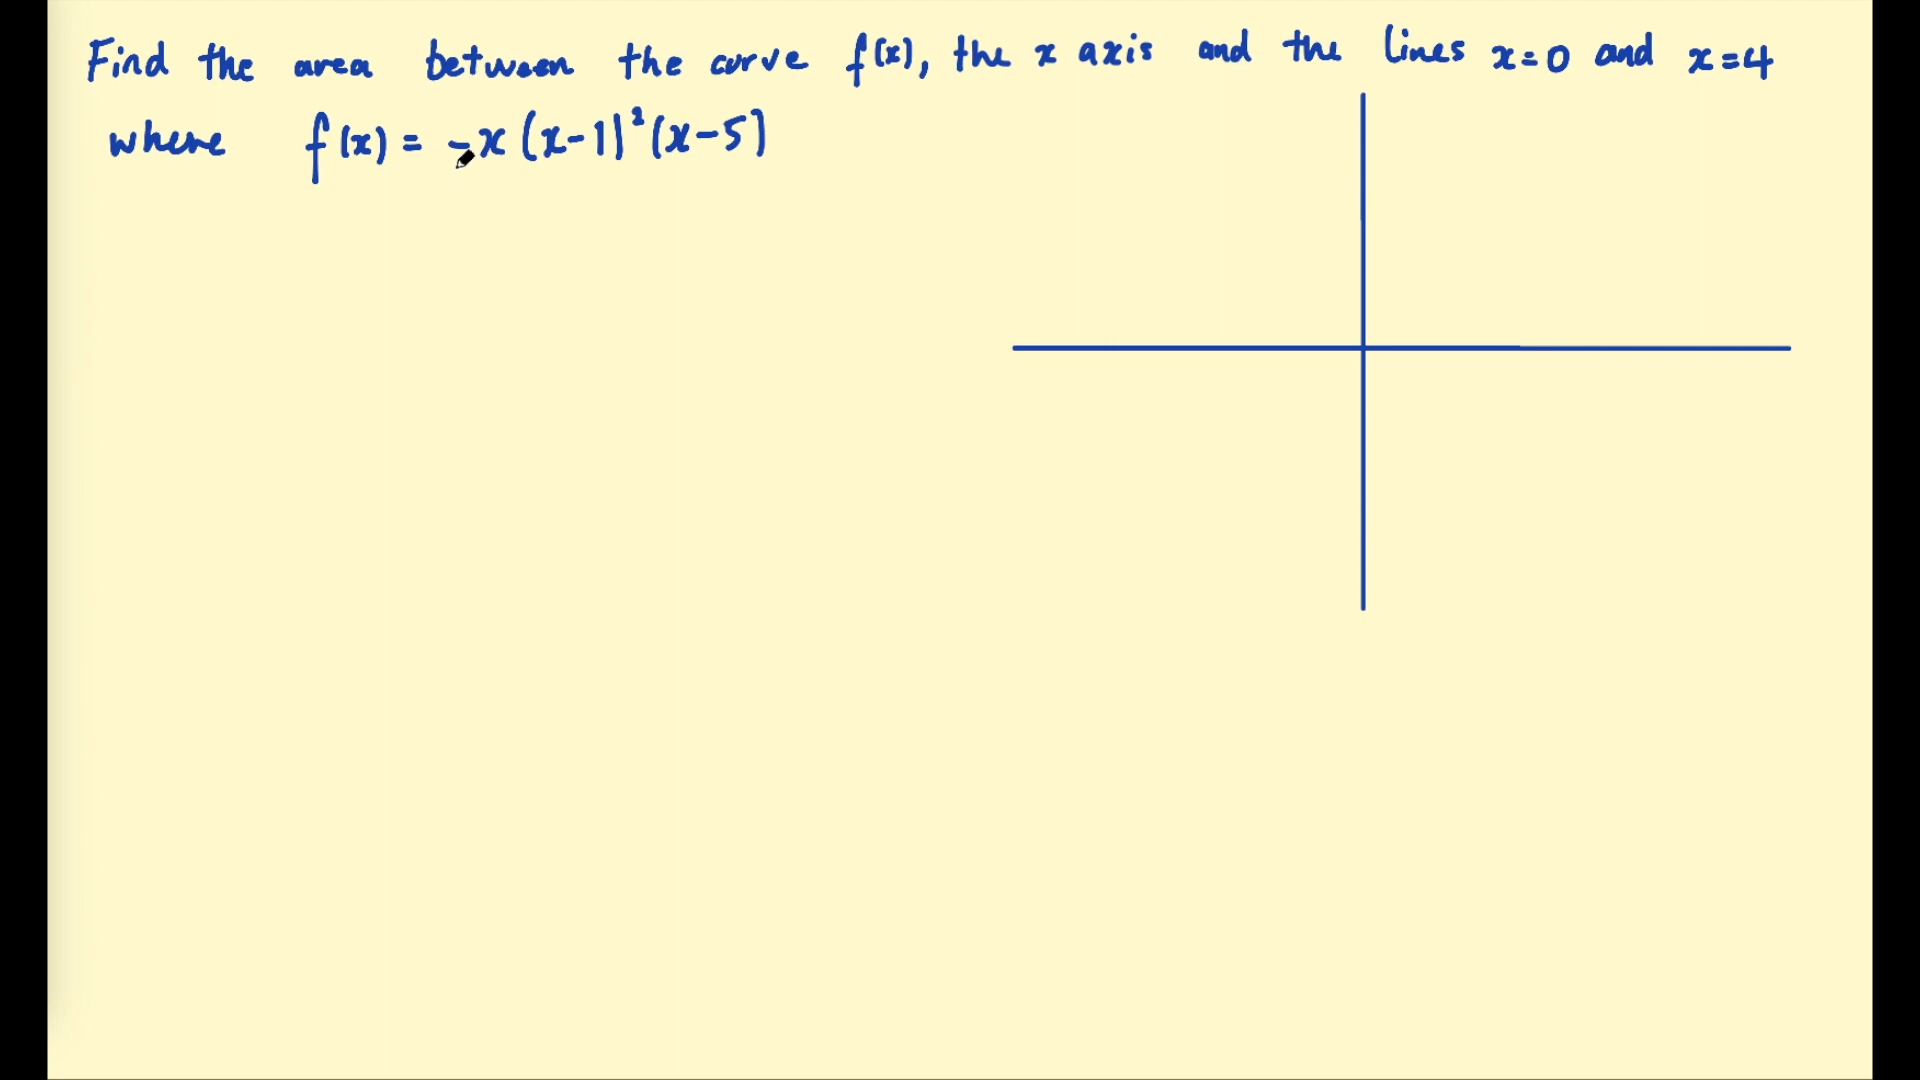 Find the area between the curve f(x), the x axis and the lines x=0 and x=4
where f(x) = -x(x-1)²(x-5)